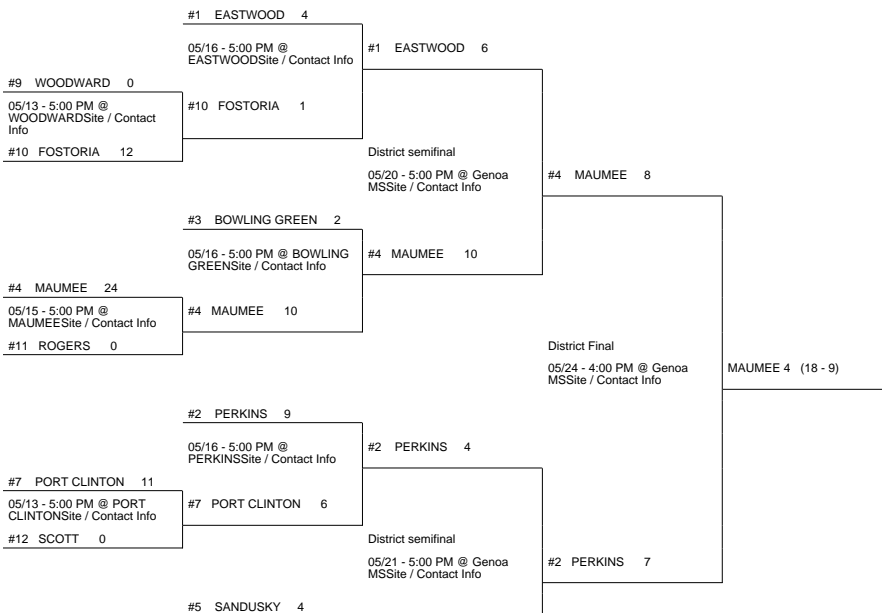 #1 EASTWOOD 4
05/16 - 5:00 PM @
EASTWOODSite / Contact Info
#1 EASTWOOD 6
#9 WOODWARD 0
05/13 - 5:00 PM @
WOODWARDSite / Contact
Info
#10 FOSTORIA 1
#10 FOSTORIA 12
District semifinal
05/20 - 5:00 PM @ Genoa
MSSite / Contact Info
#4 MAUMEE 8
#3 BOWLING GREEN 2
05/16 - 5:00 PM @ BOWLING
GREENSite / Contact Info
#4 MAUMEE 10
#4 MAUMEE 24
05/15 - 5:00 PM @
MAUMEESite / Contact Info
#4 MAUMEE 10
#11 ROGERS 0
District Final
05/24 - 4:00 PM @ Genoa
MSSite / Contact Info
MAUMEE 4 (18 - 9)
#2 PERKINS 9
05/16 - 5:00 PM @
PERKINSSite / Contact Info
#2 PERKINS 4
#7 PORT CLINTON 11
05/13 - 5:00 PM @ PORT
CLINTONSite / Contact Info
#7 PORT CLINTON 6
#12 SCOTT 0
District semifinal
05/21 - 5:00 PM @ Genoa
MSSite / Contact Info
#2 PERKINS 7
#5 SANDUSKY 4